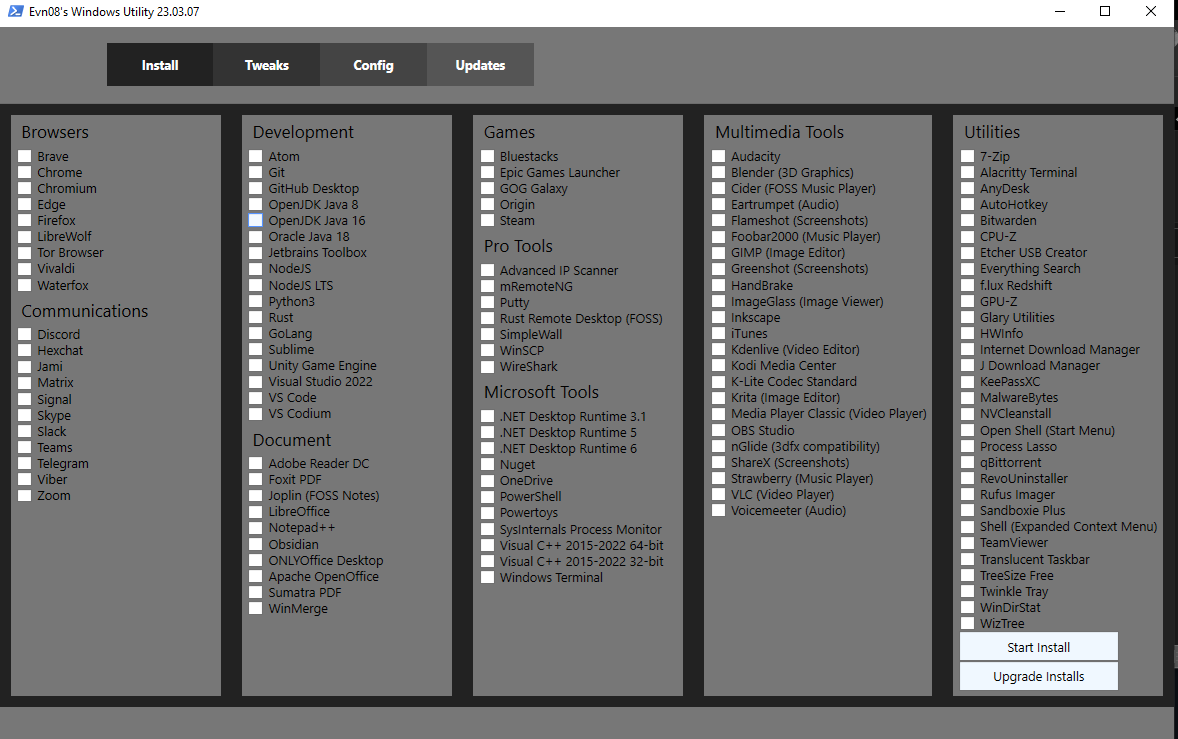 Evn08's Windows Utility 23.03.07
Install
Tweaks
Config
Updates
Browsers
Brave
Chrome
Chromium
Edge
Firefox
LibreWolf
Tor Browser
Vivaldi
Waterfox
Communications
Discord
Hexchat
Jami
Matrix
Signal
Skype
Slack
Teams
Telegram
Viber
Zoom
Development
Atom
Git
GitHub Desktop
OpenJDK Java 8
OpenJDK Java 16
Oracle Java 18
Jetbrains Toolbox
NodeJS
NodeJS LTS
Python3
Rust
GoLang
Sublime
Unity Game Engine
Visual Studio 2022
VS Code
VS Codium
Document
Adobe Reader DC
Foxit PDF
Joplin (FOSS Notes)
LibreOffice
Notepad++
Obsidian
ONLYOffice Desktop
Apache OpenOffice
Sumatra PDF
WinMerge
Games
Bluestacks
Epic Games Launcher
GOG Galaxy
Origin
Steam
Pro Tools
Advanced IP Scanner
mRemoteNG
Putty
Rust Remote Desktop (FOSS)
SimpleWall
WinSCP
WireShark
Microsoft Tools
.NET Desktop Runtime 3.1
.NET Desktop Runtime 5
.NET Desktop Runtime 6
Nuget
OneDrive
PowerShell
Powertoys
SysInternals Process Monitor
Visual C++ 2015-2022 64-bit
Visual C++ 2015-2022 32-bit
Windows Terminal
Multimedia Tools
Audacity
Blender (3D Graphics)
Cider (FOSS Music Player)
Eartrumpet (Audio)
Flameshot (Screenshots)
Foobar2000 (Music Player)
GIMP (Image Editor)
Greenshot (Screenshots)
HandBrake
ImageGlass (Image Viewer)
Inkscape
iTunes
Kdenlive (Video Editor)
Kodi Media Center
K-Lite Codec Standard
Krita (Image Editor)
Media Player Classic (Video Player)
OBS Studio
nGlide (3dfx compatibility)
ShareX (Screenshots)
Strawberry (Music Player)
VLC (Video Player)
Voicemeeter (Audio)
Utilities
7-Zip
Alacritty Terminal
AnyDesk
AutoHotkey
Bitwarden
CPU-Z
Etcher USB Creator
Everything Search
f.lux Redshift
GPU-Z
Glary Utilities
HWInfo
Internet Download Manager
J Download Manager
KeePassXC
MalwareBytes
NVCleanstall
Open Shell (Start Menu)
Process Lasso
qBittorrent
RevoUninstaller
Rufus Imager
Sandboxie Plus
Shell (Expanded Context Menu)
TeamViewer
Translucent Taskbar
TreeSize Free
Twinkle Tray
WinDirStat
WizTree
Start Install
Upgrade Installs